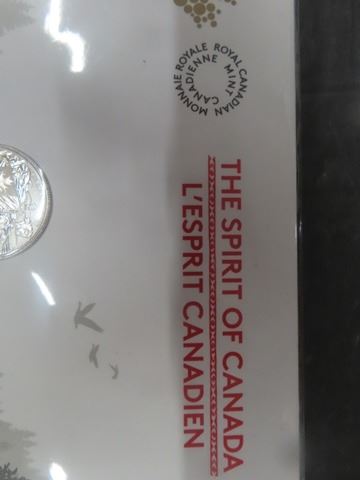 MONNAIE ROYALE CANADIENNE
ROYAL CANADIAN MINT
THE SPIRIT OF CANADA
L'ESPRIT CANADIEN